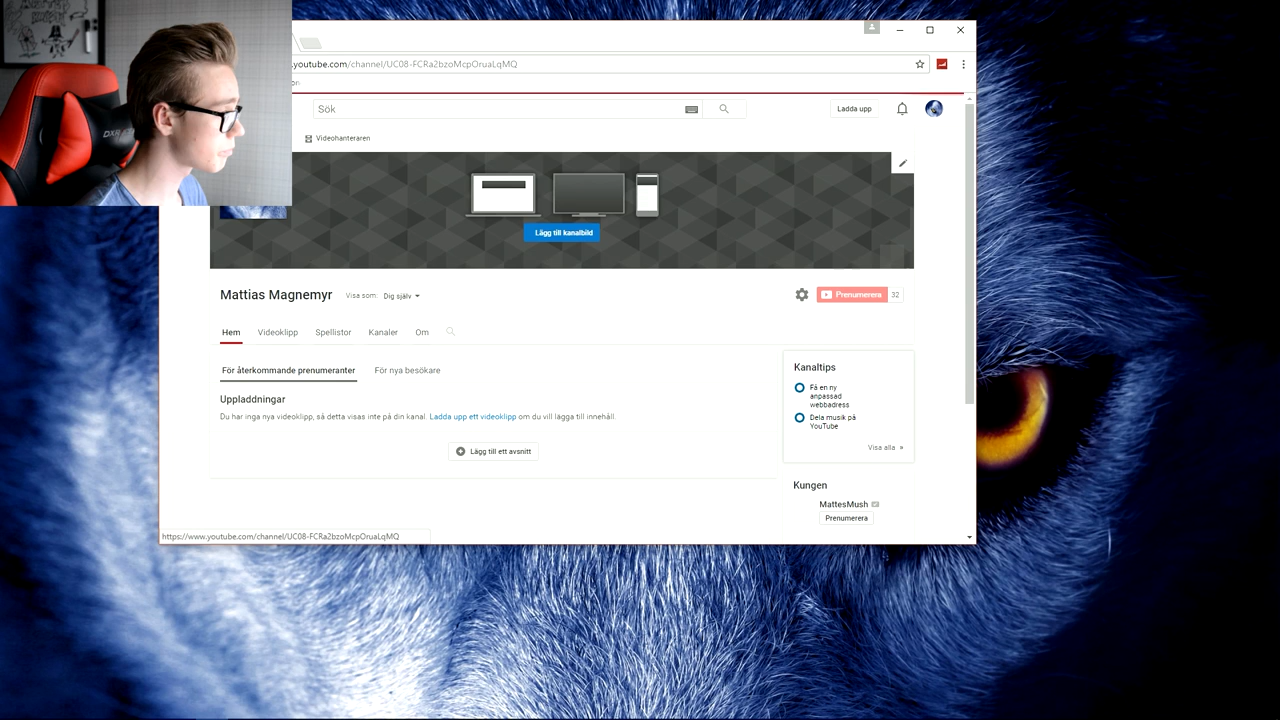 .youtube.com/channel/UC08-FCRa2bzoMcpOruaLqMQ
Sök
Ladda upp
Videohanteraren
DXR
Lägg till kanalbild
Mattias Magnemyr
Visa som: Dig själv
Prenumerera 32
Hem Videoklipp Spellistor Kanaler Om
För återkommande prenumeranter För nya besökare
Uppladdningar
Du har inga nya videoklipp, så detta visas inte på din kanal. Ladda upp ett videoklipp om du vill lägga till innehåll.
Lägg till ett avsnitt
Kanaltips
Få en ny
anpassad
webbadress
Dela musik på
YouTube
Visa alla »
Kungen
MattesMush
Prenumerera
https://www.youtube.com/channel/UC08-FCRa2bzoMcpOruaLqMQ